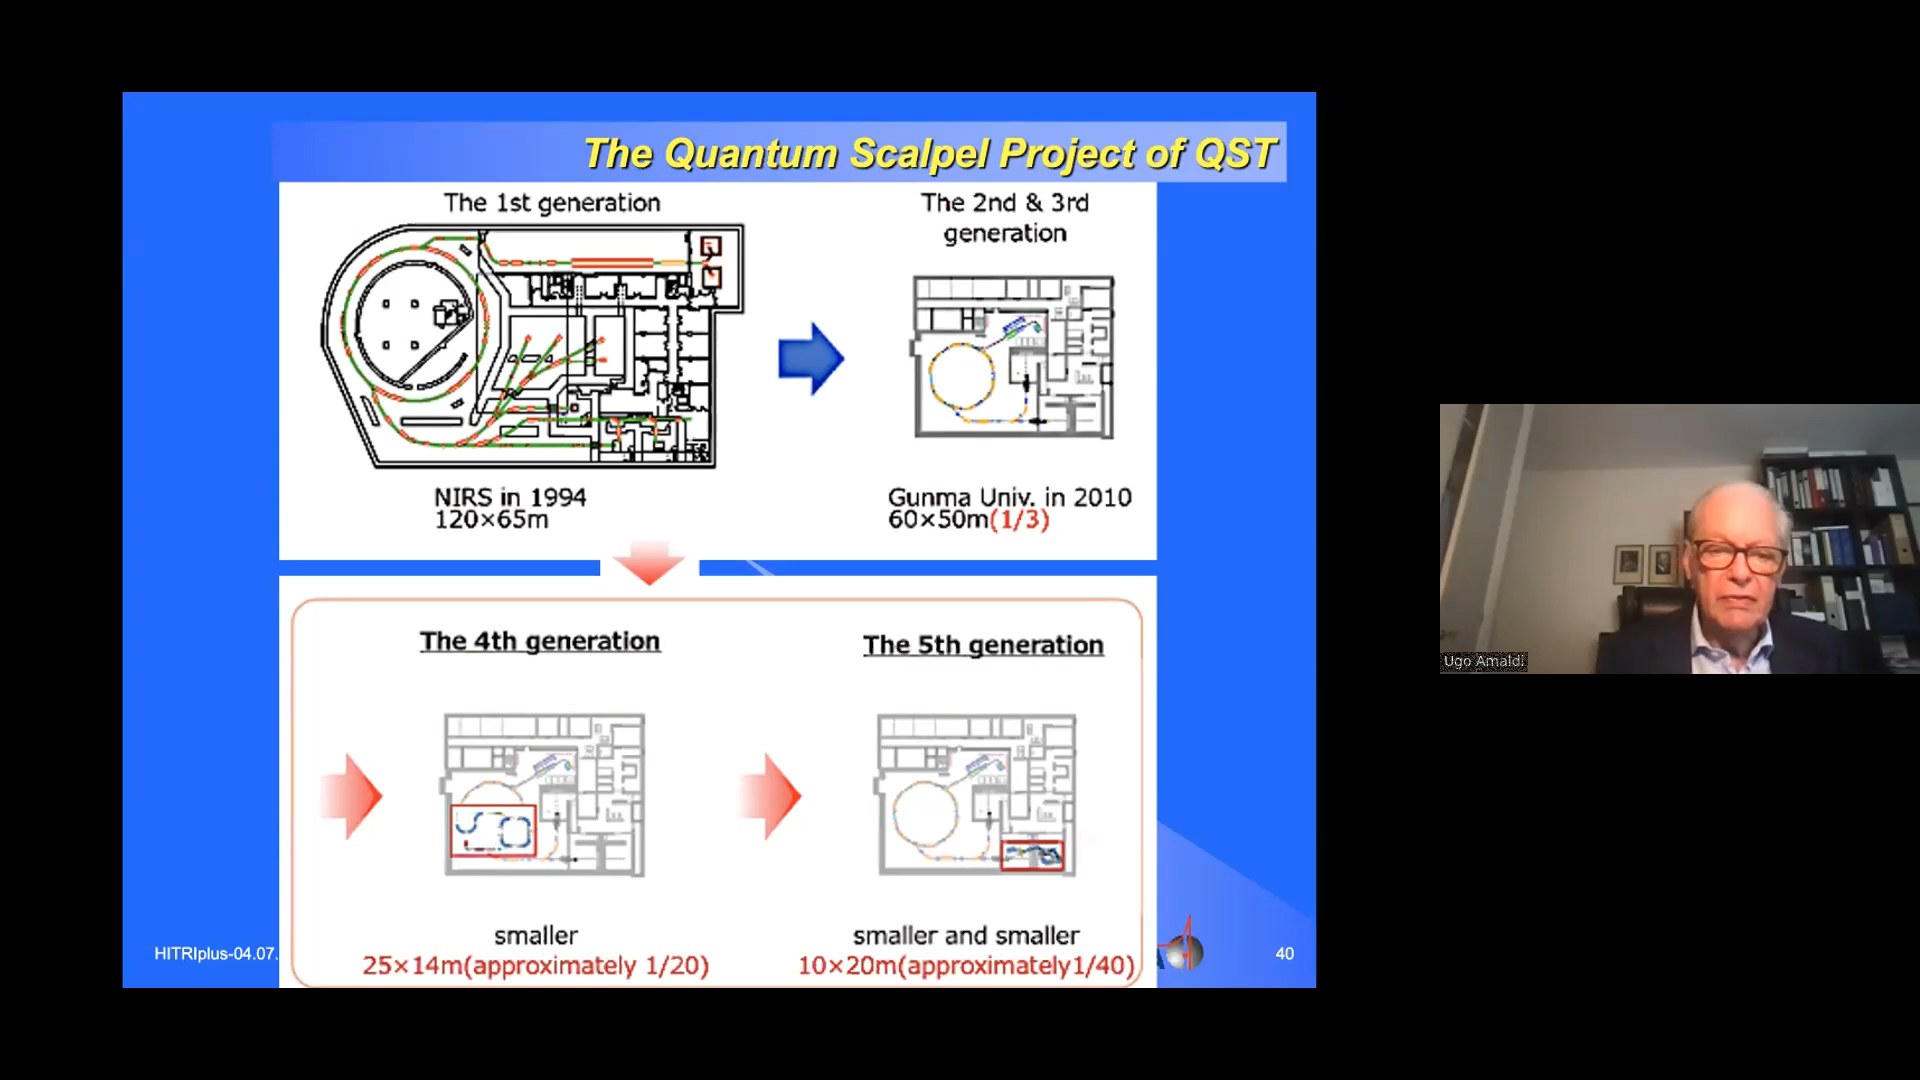 The Quantum Scalpel Project of QST
The 1st generation
The 2nd & 3rd
generation
NIRS in 1994
120×65m
Gunma Univ. in 2010
60×50m(1/3)
The 4th generation
The 5th generation
smaller
25×14m(approximately 1/20)
smaller and smaller
10×20m(approximately1/40)
HITRIplus-04.07.
A
40
Ugo Amaldi